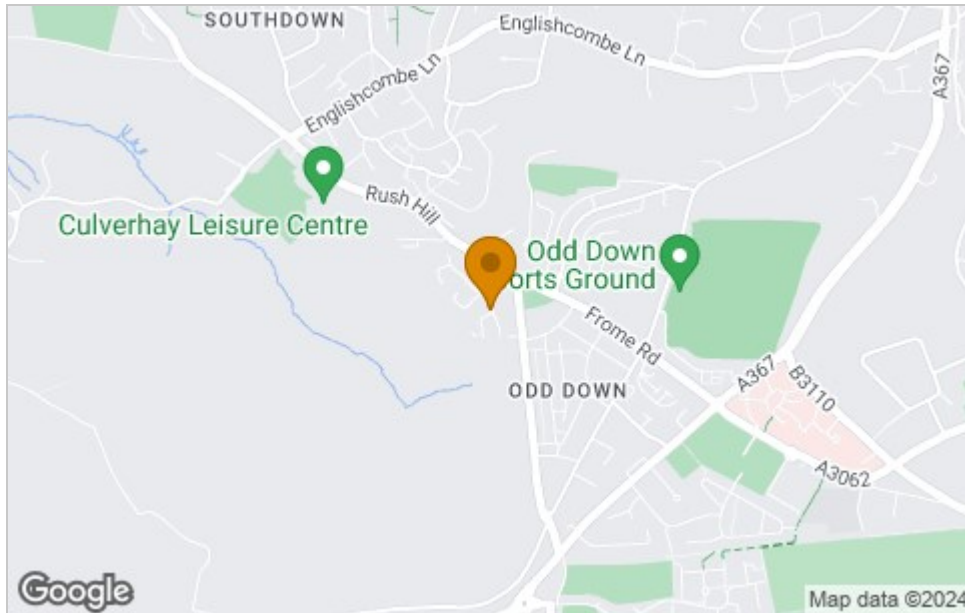 SOUTHDOWN
Englishcombe Ln
Englishcombe Ln
A367
Culverhay Leisure Centre
Rush Hill
Odd Down
orts Ground
Frome Rd
ODD DOWN
A367
B3110
A3062
Google
Map data ©2024